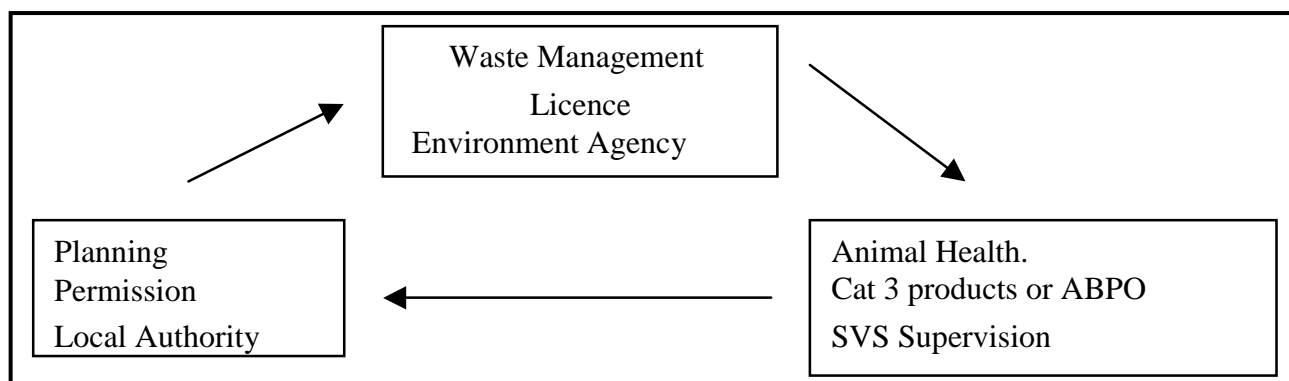 Waste Management
Licence
Environment Agency
Planning
Permission
Local Authority
Animal Health.
Cat 3 products or ABPO
SVS Supervision